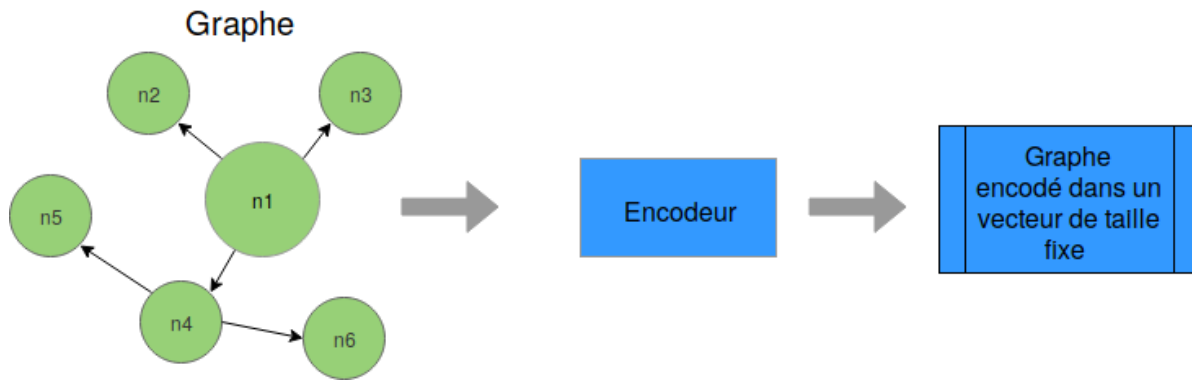 Graphe
n2
n3
n1
n5
n4
n6
Encodeur
Graphe
encodé dans un
vecteur de taille
fixe